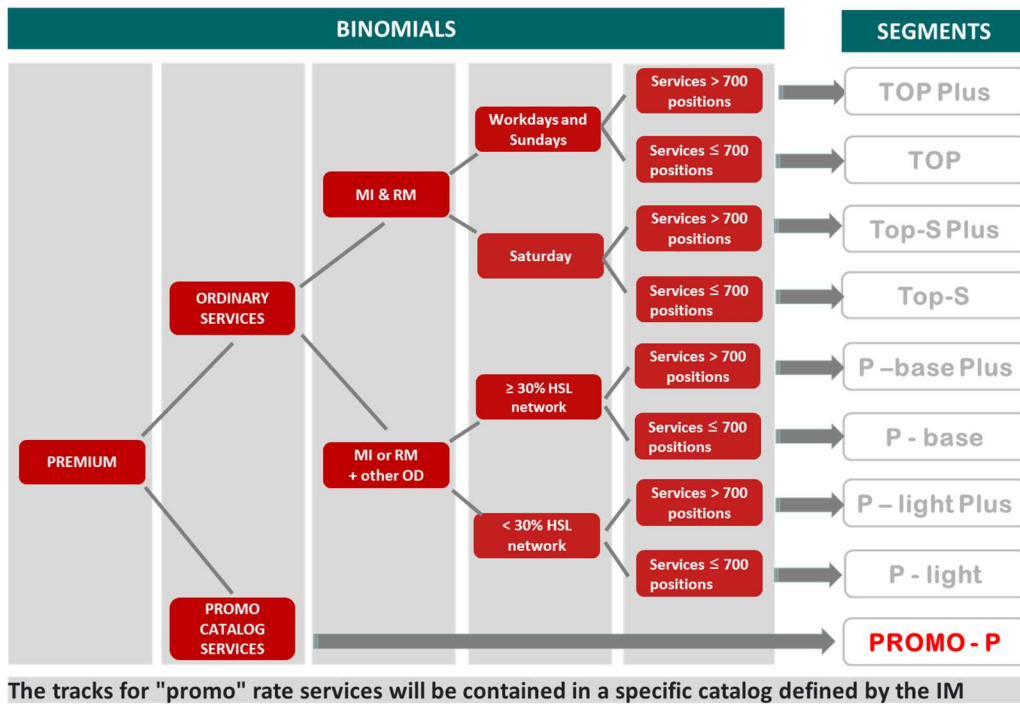 BINOMIALS
SEGMENTS
PREMIUM
ORDINARY
SERVICES
PROMO
CATALOG
SERVICES
MI & RM
MI or RM
+ other OD
Workdays and
Sundays
Saturday
≥ 30% HSL
network
< 30% HSL
network
Services > 700
positions
Services ≤ 700
positions
Services > 700
positions
Services ≤ 700
positions
Services > 700
positions
Services ≤ 700
positions
Services > 700
positions
Services ≤ 700
positions
TOP Plus
TOP
Top-S Plus
Top-S
P –base Plus
P - base
P – light Plus
P - light
PROMO - P
The tracks for "promo" rate services will be contained in a specific catalog defined by the IM